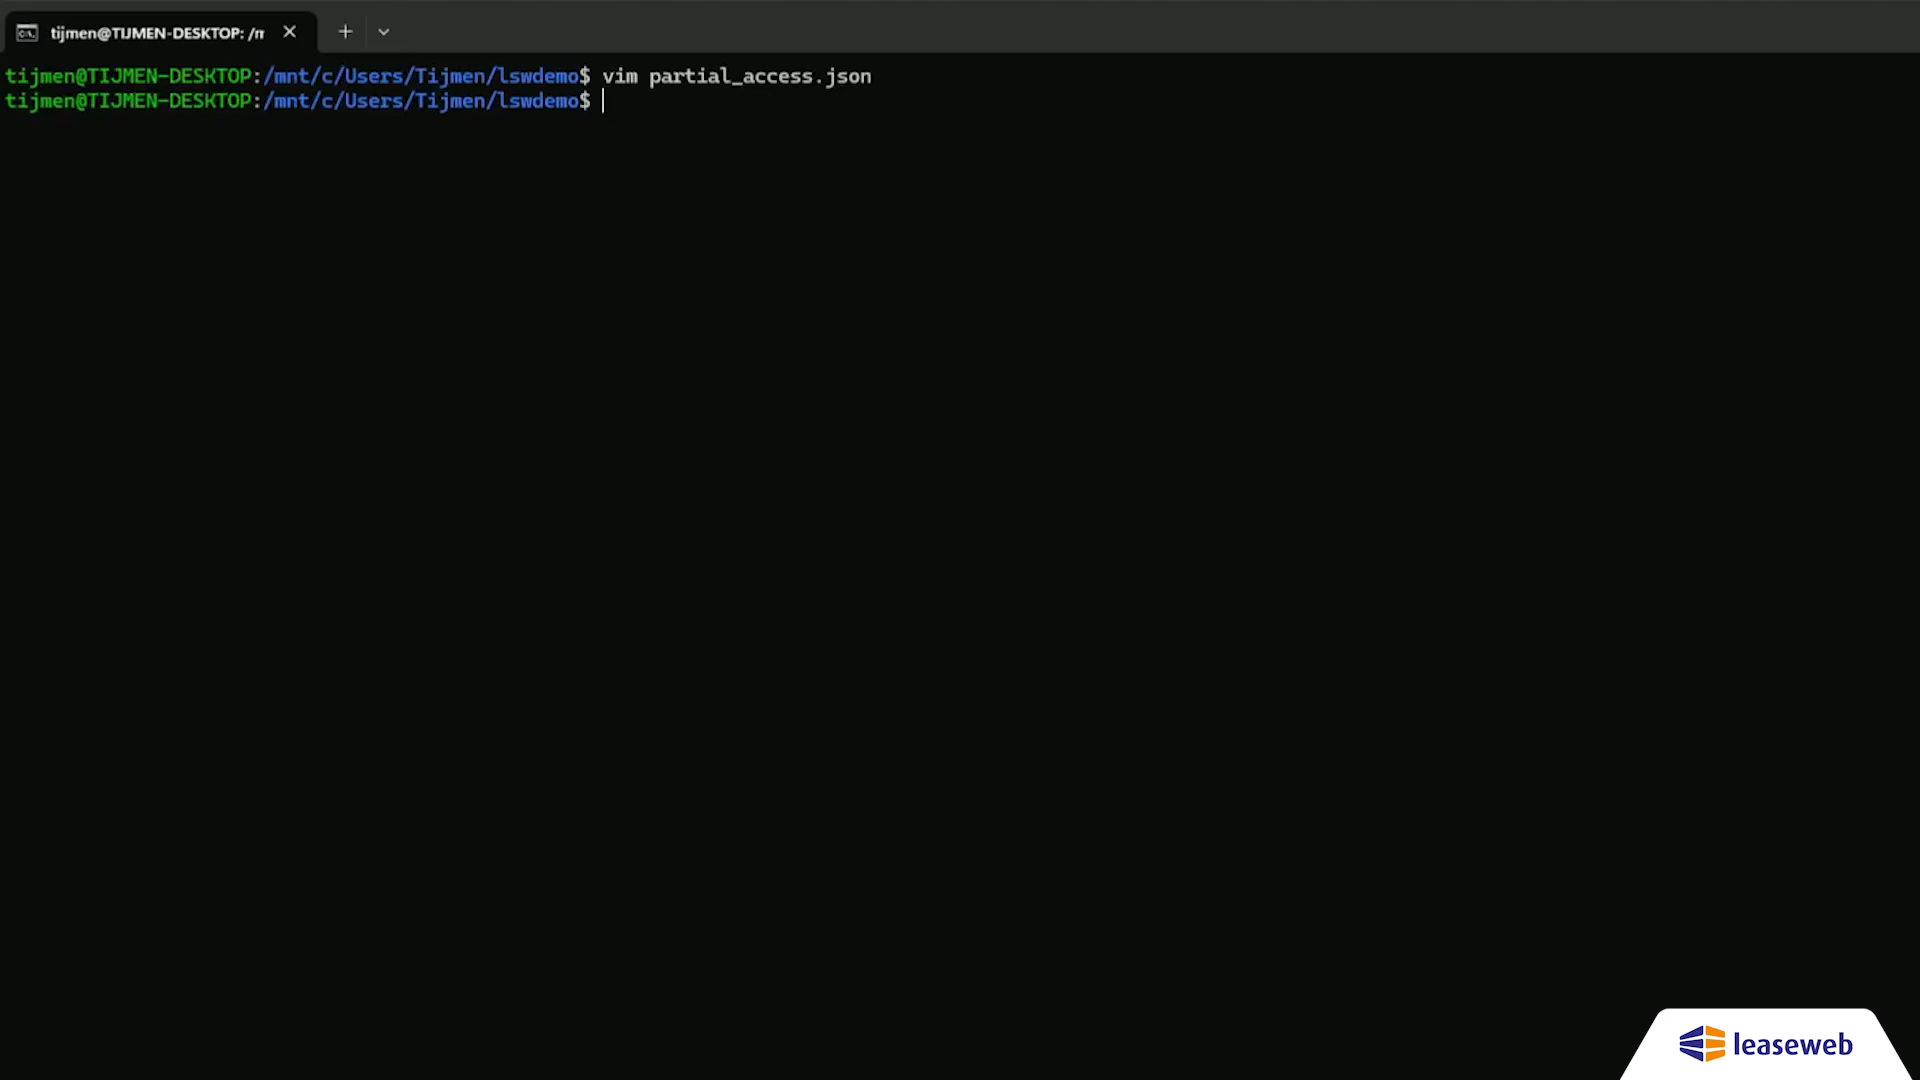 tijmen@TIJMEN-DESKTOP: /m
tijmen@TIJMEN-DESKTOP:/mnt/c/Users/Tijmen/lswdemo$ vim partial_access.json
tijmen@TIJMEN-DESKTOP:/mnt/c/Users/Tijmen/lswdemo$
leaseweb